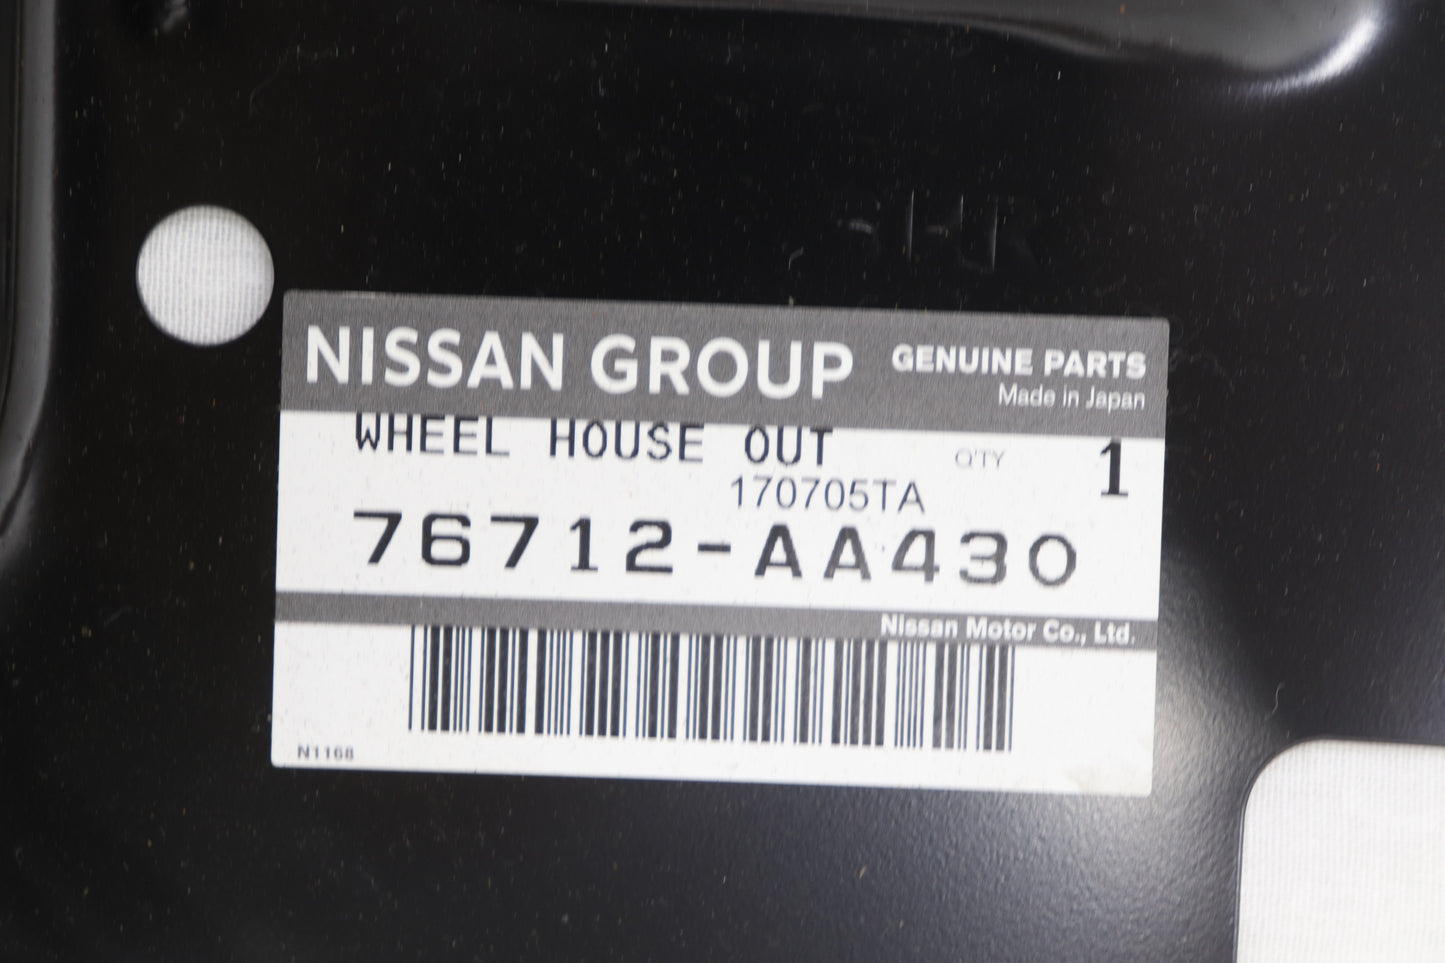 NISSAN GROUP
GENUINE PARTS
Made in Japan
WHEEL HOUSE OUT
Q'TY 1
170705TA
76712-AA430
Nissan Motor Co., Ltd.
N1168